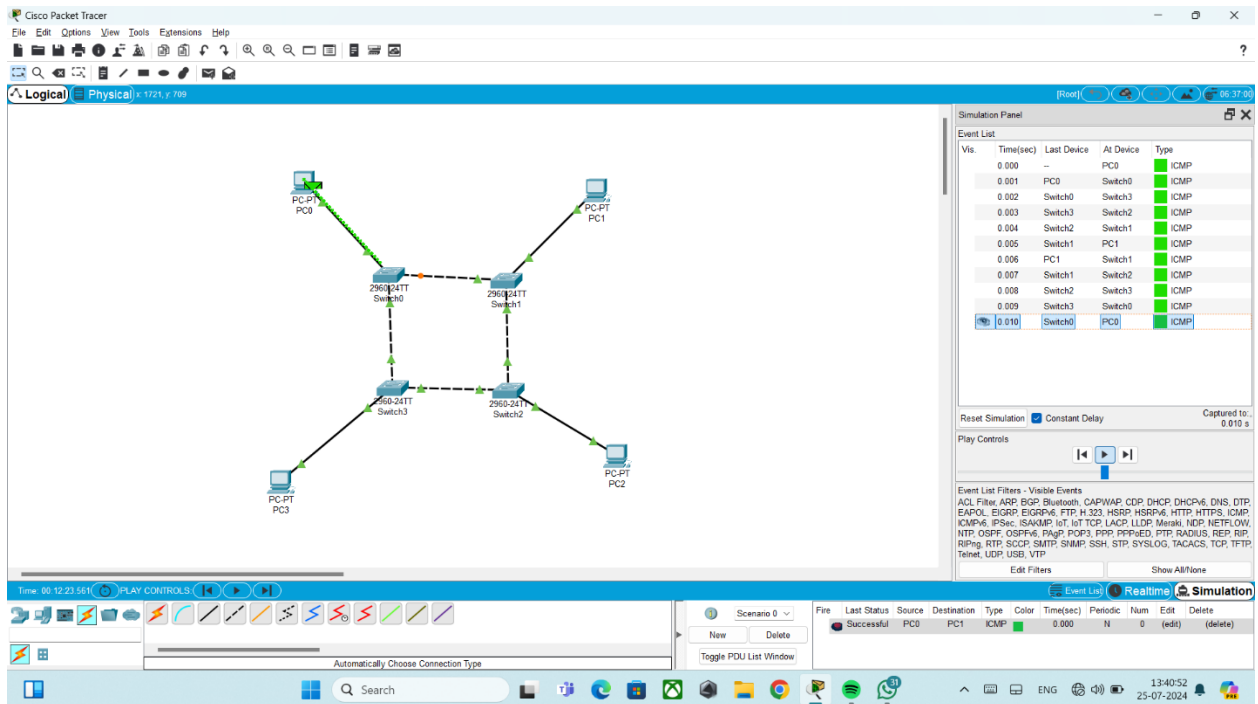 Cisco Packet Tracer
File Edit Options View Tools Extensions Help
?
Logical Physical x: 1721, y: 709 [Root] 06:37:00
PC-PT
PC0
PC-PT
PC1
2960-24TT
Switch0
2960-24TT
Switch1
2960-24TT
Switch3
2960-24TT
Switch2
PC-PT
PC3
PC-PT
PC2
Simulation Panel
Event List
Vis. Time(sec) Last Device At Device Type
0.000 -- PC0 ICMP
0.001 PC0 Switch0 ICMP
0.002 Switch0 Switch3 ICMP
0.003 Switch3 Switch2 ICMP
0.004 Switch2 Switch1 ICMP
0.005 Switch1 PC1 ICMP
0.006 PC1 Switch1 ICMP
0.007 Switch1 Switch2 ICMP
0.008 Switch2 Switch3 ICMP
0.009 Switch3 Switch0 ICMP
0.010 Switch0 PC0 ICMP
Reset Simulation Constant Delay Captured to:
0.010 s
Play Controls
Event List Filters - Visible Events
ACL Filter, ARP, BGP, Bluetooth, CAPWAP, CDP, DHCP, DHCPv6, DNS, DTP,
EAPOL, EIGRP, EIGRPv6, FTP, H.323, HSRP, HSRPv6, HTTP, HTTPS, ICMP,
ICMPv6, IPSec, ISAKMP, IoT, IoT TCP, LACP, LLDP, Meraki, NDP, NETFLOW,
NTP, OSPF, OSPFv6, PAgP, POP3, PPP, PPPoED, PTP, RADIUS, REP, RIP,
RIPng, RTP, SCCP, SMTP, SNMP, SSH, STP, SYSLOG, TACACS, TCP, TFTP,
Telnet, UDP, USB, VTP
Edit Filters Show All/None
Time: 00:12:23.561 PLAY CONTROLS: Event List Realtime Simulation
Automatically Choose Connection Type
Scenario 0
New Delete
Toggle PDU List Window
Fire Last Status Source Destination Type Color Time(sec) Periodic Num Edit Delete
Successful PC0 PC1 ICMP 0.000 N 0 (edit) (delete)
Search
31
ENG
13:40:52
25-07-2024